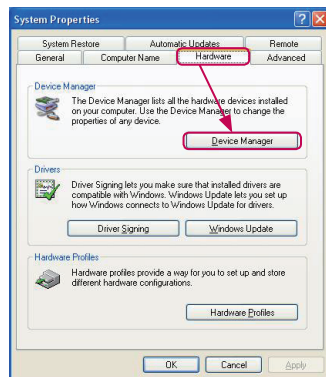 System Properties
System Restore Automatic Updates Remote
General Computer Name Hardware Advanced
Device Manager
The Device Manager lists all the hardware devices installed
on your computer. Use the Device Manager to change the
properties of any device.
Device Manager
Drivers
Driver Signing lets you make sure that installed drivers are
compatible with Windows. Windows Update lets you set up
how Windows connects to Windows Update for drivers.
Driver Signing Windows Update
Hardware Profiles
Hardware profiles provide a way for you to set up and store
different hardware configurations.
Hardware Profiles
OK Cancel Apply